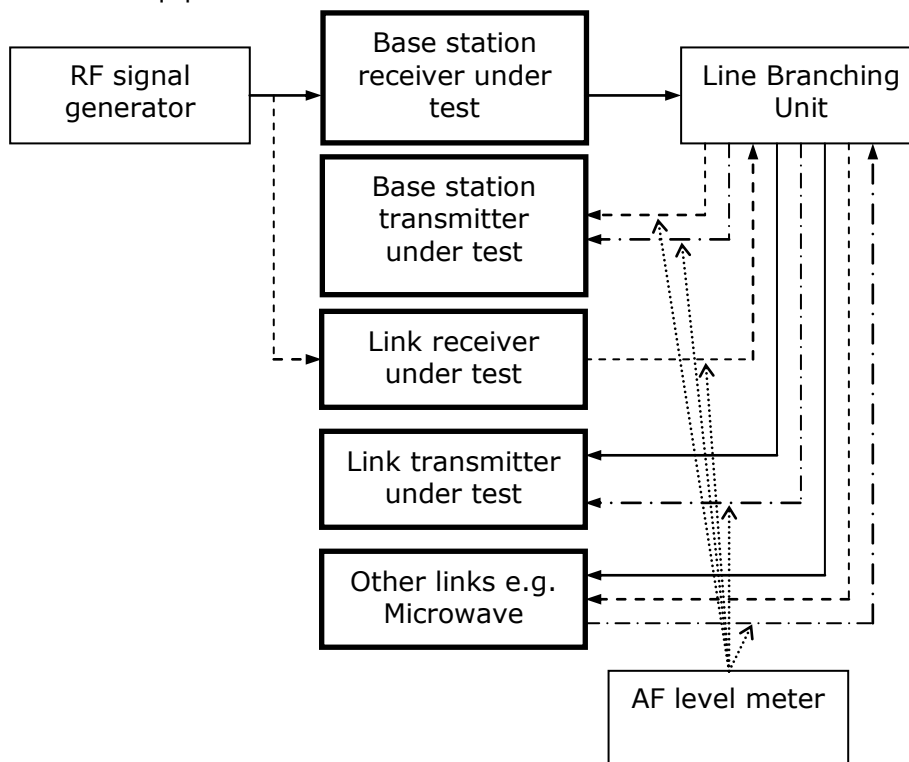 RF signal
generator
Base station
receiver under
test
Line Branching
Unit
Base station
transmitter
under test
Link receiver
under test
Link transmitter
under test
Other links e.g.
Microwave
AF level meter